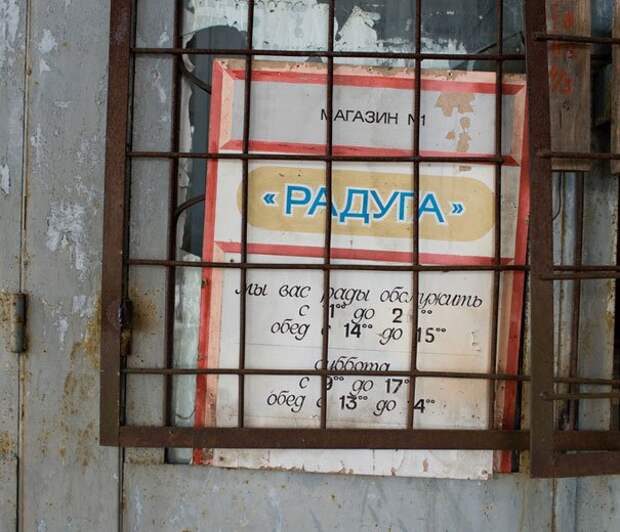 МАГАЗИН №1
«РАДУГА»
мы вас рады обслужить
с до
обед с 14⁰⁰ до 15⁰⁰
суббота
с 9⁰⁰ до 17⁰⁰
обед с 13⁰⁰ до 14⁰⁰